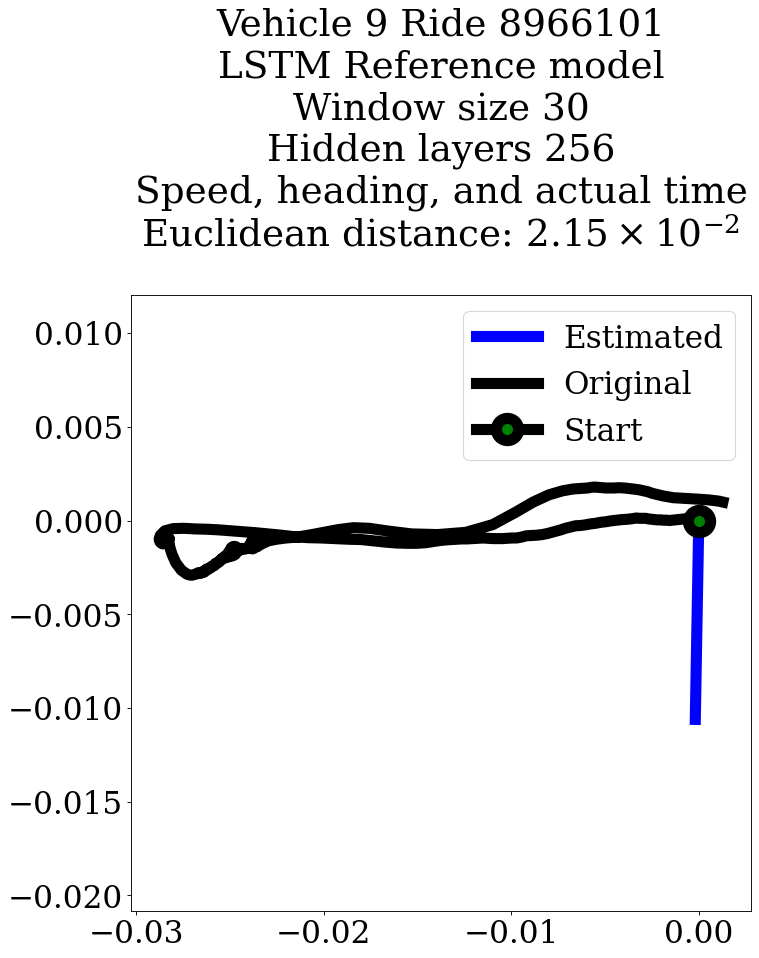 Vehicle 9 Ride 8966101
LSTM Reference model
Window size 30
Hidden layers 256
Speed, heading, and actual time
Euclidean distance: 2.15 × 10⁻²
Estimated
Original
Start
0.010
0.005
0.000
−0.005
−0.010
−0.015
−0.020
−0.03 −0.02 −0.01 0.00